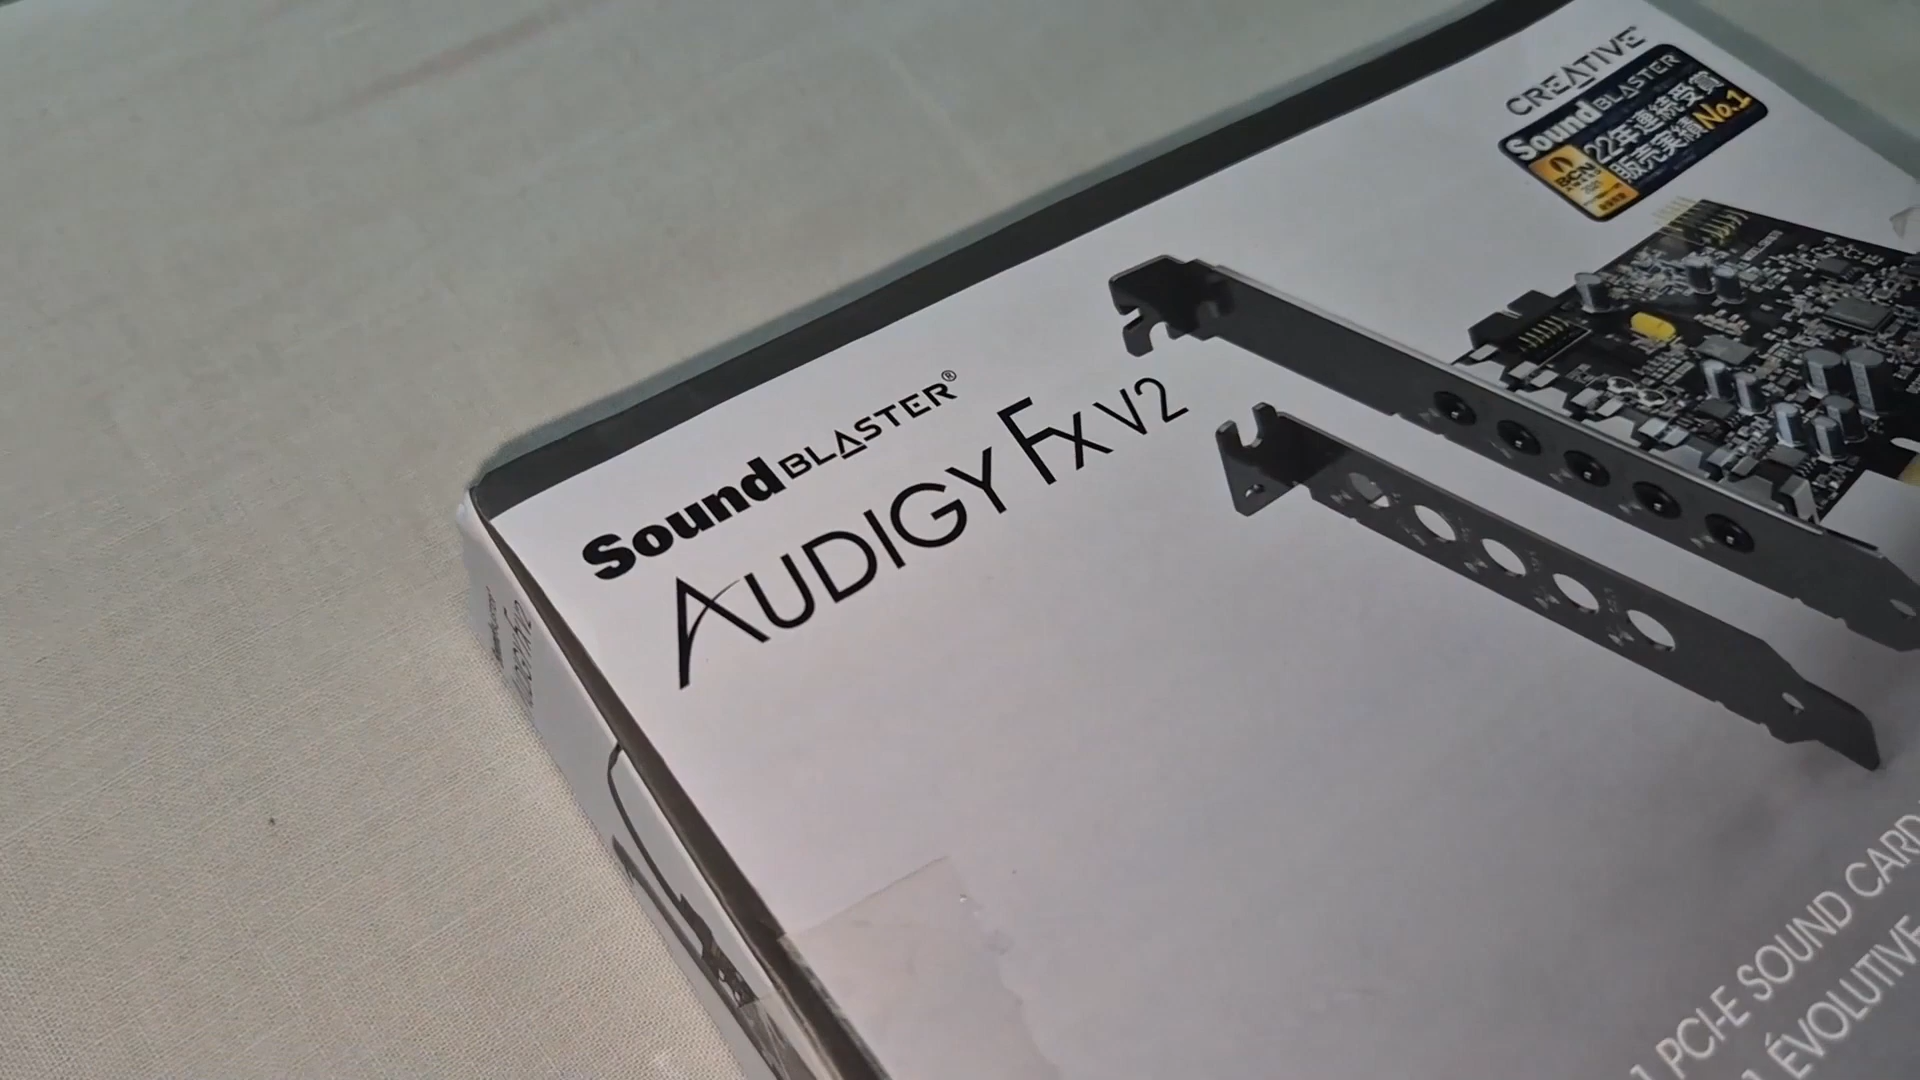 CREATIVE
Sound BLASTER
22年連続受賞
販売実績No.1
BCN
Sound BLASTER®
AUDIGY Fx V2
PCI-E SOUND CARD
ÉVOLUTIVE